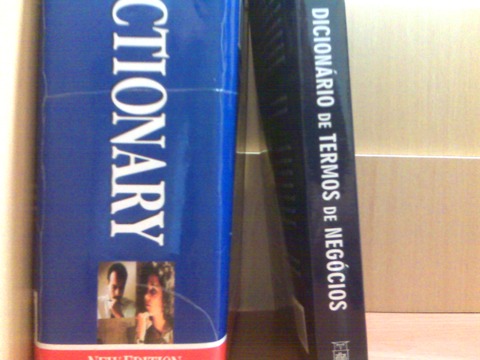 CTIONARY
NEW EDITION
DICIONÁRIO DE TERMOS DE NEGÓCIOS